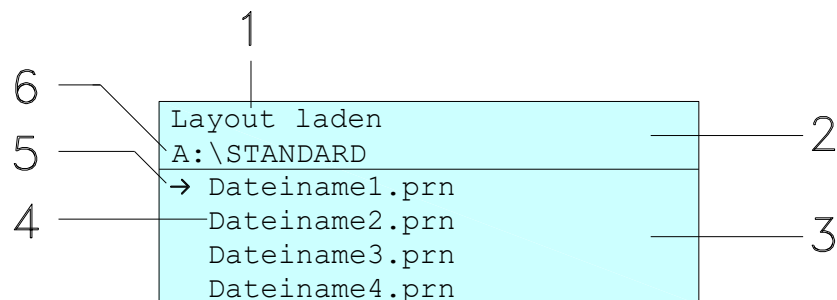 1
6
Layout laden
2
A:\STANDARD
5
→ Dateiname1.prn
4
Dateiname2.prn
3
Dateiname3.prn
Dateiname4.prn